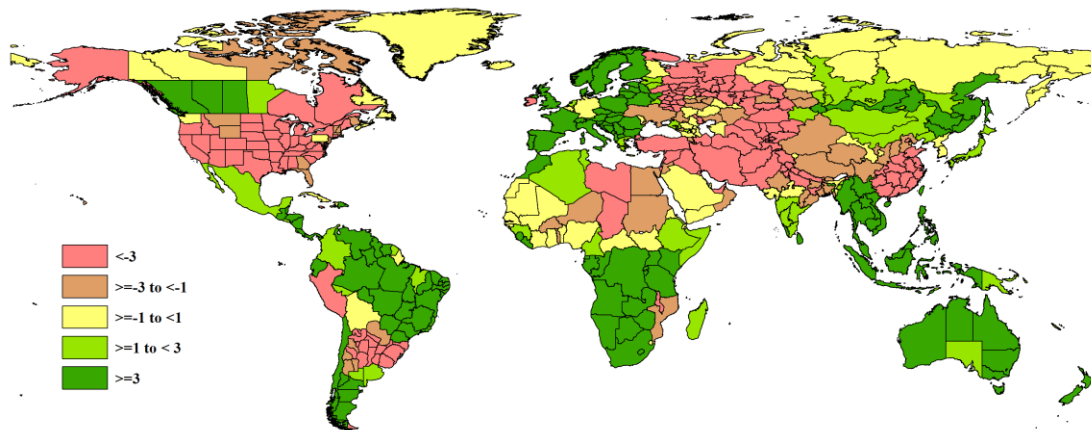 <-3
>=-3 to <-1
>=-1 to <1
>=1 to < 3
>=3